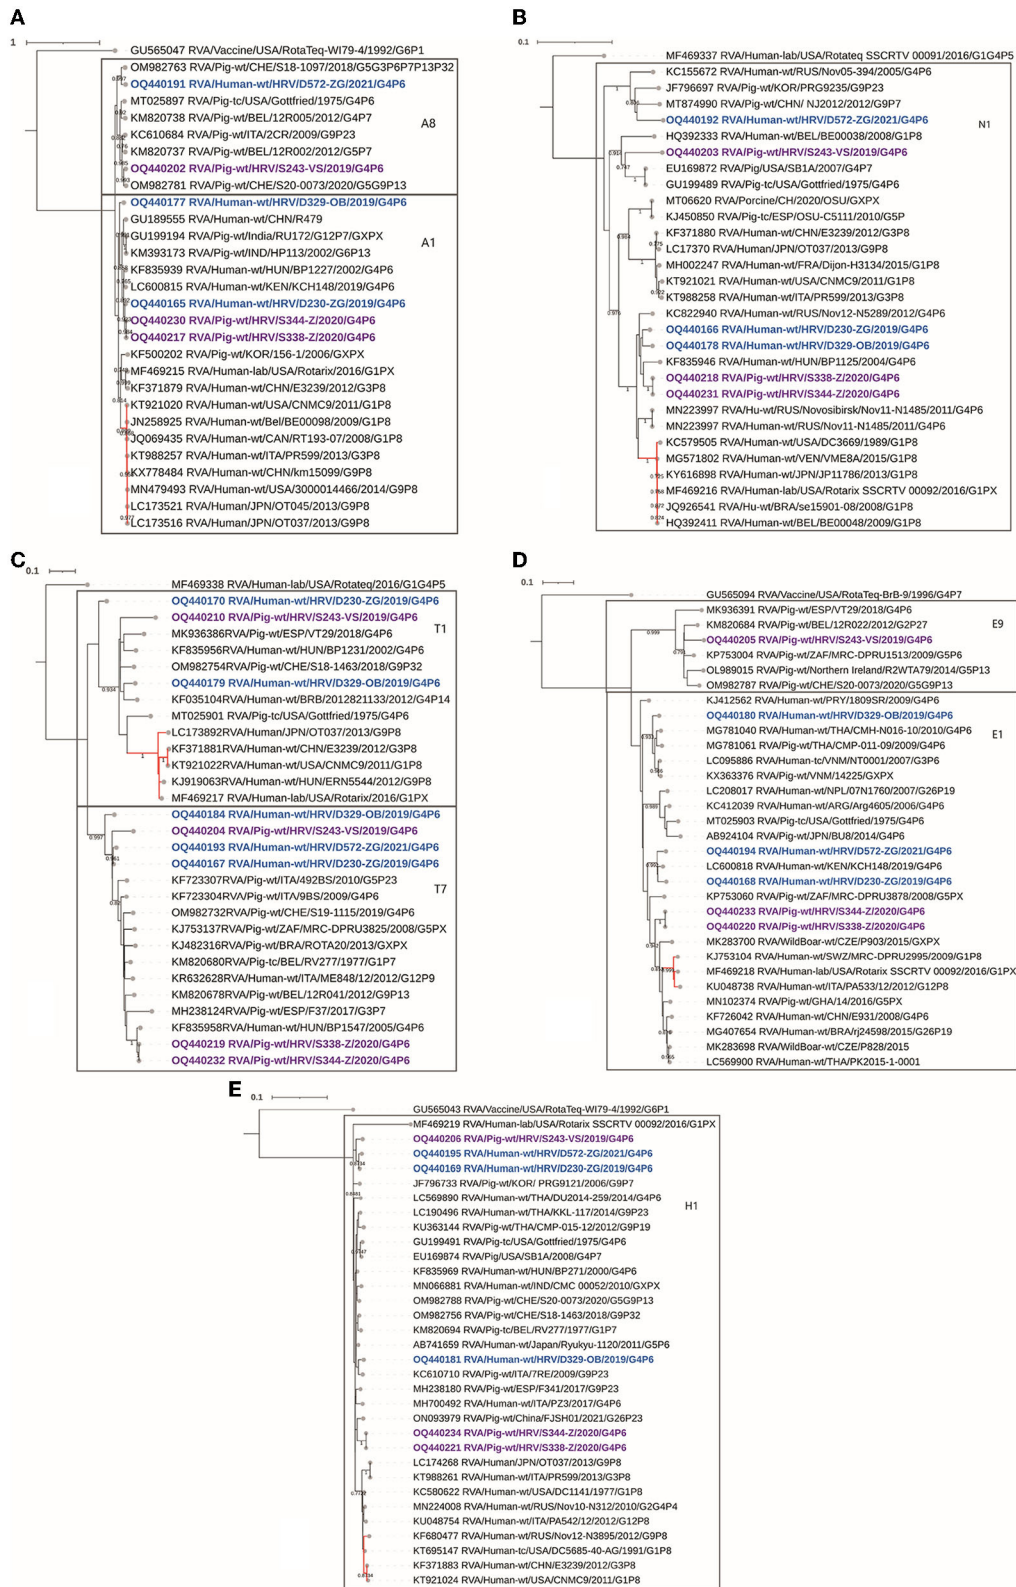 A
1
GU565047 RVA/Vaccine/USA/RotaTeq-WI79-4/1992/G6P1
OM982763 RVA/Pig-wt/CHE/S18-1097/2018/G5G3P6P7P13P32
OQ440191 RVA/Human-wt/HRV/D572-ZG/2021/G4P6
MT025897 RVA/Pig-tc/USA/Gottfried/1975/G4P6
KM820738 RVA/Pig-wt/BEL/12R005/2012/G4P7
A8
KC610684 RVA/Pig-wt/ITA/2CR/2009/G9P23
KM820737 RVA/Pig-wt/BEL/12R002/2012/G5P7
OQ440202 RVA/Pig-wt/HRV/S243-VS/2019/G4P6
OM982781 RVA/Pig-wt/CHE/S20-0073/2020/G5G9P13
OQ440177 RVA/Human-wt/HRV/D329-OB/2019/G4P6
GU189555 RVA/Human-wt/CHN/R479
GU199194 RVA/Pig-wt/India/RU172/G12P7/GXPX
A1
KM393173 RVA/Pig-wt/IND/HP113/2002/G6P13
KF835939 RVA/Human-wt/HUN/BP1227/2002/G4P6
LC600815 RVA/Human-wt/KEN/KCH148/2019/G4P6
OQ440165 RVA/Human-wt/HRV/D230-ZG/2019/G4P6
OQ440230 RVA/Pig-wt/HRV/S344-Z/2020/G4P6
OQ440217 RVA/Pig-wt/HRV/S338-Z/2020/G4P6
KF500202 RVA/Pig-wt/KOR/156-1/2006/GXPX
MF469215 RVA/Human-lab/USA/Rotarix/2016/G1PX
KF371879 RVA/Human-wt/CHN/E3239/2012/G3P8
KT921020 RVA/Human-wt/USA/CNMC9/2011/G1P8
JN258925 RVA/Human-wt/Bel/BE00098/2009/G1P8
JQ069435 RVA/Human-wt/CAN/RT193-07/2008/G1P8
KT988257 RVA/Human-wt/ITA/PR599/2013/G3P8
KX778484 RVA/Human-wt/CHN/km15099/G9P8
MN479493 RVA/Human-wt/USA/3000014466/2014/G9P8
LC173521 RVA/Human/JPN/OT045/2013/G9P8
LC173516 RVA/Human/JPN/OT037/2013/G9P8
B
0.1
MF469337 RVA/Human-lab/USA/Rotateq SSCRTV 00091/2016/G1G4P5
KC155672 RVA/Human-wt/RUS/Nov05-394/2005/G4P6
JF796697 RVA/Pig-wt/KOR/PRG9235/G9P23
MT874990 RVA/Pig-wt/CHN/ NJ2012/2012/G9P7
OQ440192 RVA/Human-wt/HRV/D572-ZG/2021/G4P6
N1
HQ392333 RVA/Human-wt/BEL/BE00038/2008/G1P8
OQ440203 RVA/Pig-wt/HRV/S243-VS/2019/G4P6
EU169872 RVA/Pig/USA/SB1A/2007/G4P7
GU199489 RVA/Pig-tc/USA/Gottfried/1975/G4P6
MT06620 RVA/Porcine/CH/2020/OSU/GXPX
KJ450850 RVA/Pig-tc/ESP/OSU-C5111/2010/G5P
KF371880 RVA/Human-wt/CHN/E3239/2012/G3P8
LC17370 RVA/Human/JPN/OT037/2013/G9P8
MH002247 RVA/Human-wt/FRA/Dijon-H3134/2015/G1P8
KT921021 RVA/Human-wt/USA/CNMC9/2011/G1P8
KT988258 RVA/Human-wt/ITA/PR599/2013/G3P8
KC822940 RVA/Human-wt/RUS/Nov12-N5289/2012/G4P6
OQ440166 RVA/Human-wt/HRV/D230-ZG/2019/G4P6
OQ440178 RVA/Human-wt/HRV/D329-OB/2019/G4P6
KF835946 RVA/Human-wt/HUN/BP1125/2004/G4P6
OQ440218 RVA/Pig-wt/HRV/S338-Z/2020/G4P6
OQ440231 RVA/Pig-wt/HRV/S344-Z/2020/G4P6
MN223997 RVA/Hu-wt/RUS/Novosibirsk/Nov11-N1485/2011/G4P6
MN223997 RVA/Human-wt/RUS/Nov11-N1485/2011/G4P6
KC579505 RVA/Human-wt/USA/DC3669/1989/G1P8
MG571802 RVA/Human-wt/VEN/VME8A/2015/G1P8
KY616898 RVA/Human-wt/JPN/JP11786/2013/G1P8
MF469216 RVA/Human-lab/USA/Rotarix SSCRTV 00092/2016/G1PX
JQ926541 RVA/Hu-wt/BRA/se15901-08/2008/G1P8
HQ392411 RVA/Human-wt/BEL/BE00048/2009/G1P8
C
0.1
MF469338 RVA/Human-lab/USA/Rotateq/2016/G1G4P5
OQ440170 RVA/Human-wt/HRV/D230-ZG/2019/G4P6
OQ440210 RVA/Pig-wt/HRV/S243-VS/2019/G4P6
T1
MK936386RVA/Pig-wt/ESP/VT29/2018/G4P6
KF835956RVA/Human-wt/HUN/BP1231/2002/G4P6
OM982754RVA/Pig-wt/CHE/S18-1463/2018/G9P32
OQ440179 RVA/Human-wt/HRV/D329-OB/2019/G4P6
0.934
KF035104RVA/Human-wt/BRB/2012821133/2012/G4P14
MT025901 RVA/Pig-tc/USA/Gottfried/1975/G4P6
LC173892RVA/Human/JPN/OT037/2013/G9P8
KF371881RVA/Human-wt/CHN/E3239/2012/G3P8
1
KT921022RVA/Human-wt/USA/CNMC9/2011/G1P8
KJ919063RVA/Human-wt/HUN/ERN5544/2012/G9P8
MF469217 RVA/Human-lab/USA/Rotarix/2016/G1PX
OQ440184 RVA/Human-wt/HRV/D329-OB/2019/G4P6
OQ440204 RVA/Pig-wt/HRV/S243-VS/2019/G4P6
0.997
OQ440193 RVA/Human-wt/HRV/D572-ZG/2021/G4P6
OQ440167 RVA/Human-wt/HRV/D230-ZG/2019/G4P6
KF723307RVA/Pig-wt/ITA/492BS/2010/G5P23
T7
KF723304RVA/Pig-wt/ITA/9BS/2009/G4P6
OM982732RVA/Pig-wt/CHE/S19-1115/2019/G4P6
KJ753137RVA/Pig-wt/ZAF/MRC-DPRU3825/2008/G5PX
KJ482316RVA/Pig-wt/BRA/ROTA20/2013/GXPX
KM820680RVA/Pig-tc/BEL/RV277/1977/G1P7
KR632628RVA/Human-wt/ITA/ME848/12/2012/G12P9
KM820678RVA/Pig-wt/BEL/12R041/2012/G9P13
MH238124RVA/Pig-wt/ESP/F37/2017/G3P7
KF835958RVA/Human-wt/HUN/BP1547/2005/G4P6
OQ440219 RVA/Pig-wt/HRV/S338-Z/2020/G4P6
1
OQ440232 RVA/Pig-wt/HRV/S344-Z/2020/G4P6
D
0.1
GU565094 RVA/Vaccine/USA/RotaTeq-BrB-9/1996/G4P7
MK936391 RVA/Pig-wt/ESP/VT29/2018/G4P6
KM820684 RVA/Pig-wt/BEL/12R022/2012/G2P27
E9
0.999
OQ440205 RVA/Pig-wt/HRV/S243-VS/2019/G4P6
KP753004 RVA/Pig-wt/ZAF/MRC-DPRU1513/2009/G5P6
OL989015 RVA/Pig-wt/Northern Ireland/R2WTA79/2014/G5P13
OM982787 RVA/Pig-wt/CHE/S20-0073/2020/G5G9P13
KJ412562 RVA/Human-wt/PRY/1809SR/2009/G4P6
OQ440180 RVA/Human-wt/HRV/D329-OB/2019/G4P6
MG781040 RVA/Human-wt/THA/CMH-N016-10/2010/G4P6
E1
MG781061 RVA/Pig-wt/THA/CMP-011-09/2009/G4P6
LC095886 RVA/Human-tc/VNM/NT0001/2007/G3P6
KX363376 RVA/Pig-wt/VNM/14225/GXPX
LC208017 RVA/Human-wt/NPL/07N1760/2007/G26P19
0.989
KC412039 RVA/Human-wt/ARG/Arg4605/2006/G4P6
MT025903 RVA/Pig-tc/USA/Gottfried/1975/G4P6
AB924104 RVA/Pig-wt/JPN/BU8/2014/G4P6
OQ440194 RVA/Human-wt/HRV/D572-ZG/2021/G4P6
LC600818 RVA/Human-wt/KEN/KCH148/2019/G4P6
OQ440168 RVA/Human-wt/HRV/D230-ZG/2019/G4P6
KP753060 RVA/Pig-wt/ZAF/MRC-DPRU3878/2008/G5PX
OQ440233 RVA/Pig-wt/HRV/S344-Z/2020/G4P6
1
OQ440220 RVA/Pig-wt/HRV/S338-Z/2020/G4P6
MK283700 RVA/WildBoar-wt/CZE/P903/2015/GXPX
KJ753104 RVA/Human-wt/SWZ/MRC-DPRU2995/2009/G1P8
MF469218 RVA/Human-lab/USA/Rotarix SSCRTV 00092/2016/G1PX
KU048738 RVA/Human-wt/ITA/PA533/12/2012/G12P8
MN102374 RVA/Pig-wt/GHA/14/2016/G5PX
KF726042 RVA/Human-wt/CHN/E931/2008/G4P6
MG407654 RVA/Human-wt/BRA/rj24598/2015/G26P19
MK283698 RVA/WildBoar-wt/CZE/P828/2015
LC569900 RVA/Human-wt/THA/PK2015-1-0001
E
0.1
GU565043 RVA/Vaccine/USA/RotaTeq-WI79-4/1992/G6P1
MF469219 RVA/Human-lab/USA/Rotarix SSCRTV 00092/2016/G1PX
OQ440206 RVA/Pig-wt/HRV/S243-VS/2019/G4P6
OQ440195 RVA/Human-wt/HRV/D572-ZG/2021/G4P6
OQ440169 RVA/Human-wt/HRV/D230-ZG/2019/G4P6
JF796733 RVA/Pig-wt/KOR/ PRG9121/2006/G9P7
LC569890 RVA/Human-wt/THA/DU2014-259/2014/G4P6
H1
LC190496 RVA/Human-wt/THA/KKL-117/2014/G9P23
KU363144 RVA/Pig-wt/THA/CMP-015-12/2012/G9P19
GU199491 RVA/Pig-tc/USA/Gottfried/1975/G4P6
EU169874 RVA/Pig/USA/SB1A/2008/G4P7
KF835969 RVA/Human-wt/HUN/BP271/2000/G4P6
MN066881 RVA/Human-wt/IND/CMC 00052/2010/GXPX
OM982788 RVA/Pig-wt/CHE/S20-0073/2020/G5G9P13
OM982756 RVA/Pig-wt/CHE/S18-1463/2018/G9P32
KM820694 RVA/Pig-tc/BEL/RV277/1977/G1P7
AB741659 RVA/Human-wt/Japan/Ryukyu-1120/2011/G5P6
OQ440181 RVA/Human-wt/HRV/D329-OB/2019/G4P6
KC610710 RVA/Pig-wt/ITA/7RE/2009/G9P23
MH238180 RVA/Pig-wt/ESP/F341/2017/G9P23
MH700492 RVA/Human-wt/ITA/PZ3/2017/G4P6
ON093979 RVA/Pig-wt/China/FJSH01/2021/G26P23
OQ440234 RVA/Pig-wt/HRV/S344-Z/2020/G4P6
1
OQ440221 RVA/Pig-wt/HRV/S338-Z/2020/G4P6
LC174268 RVA/Human/JPN/OT037/2013/G9P8
1
KT988261 RVA/Human-wt/ITA/PR599/2013/G3P8
KC580622 RVA/Human-wt/USA/DC1141/1977/G1P8
MN224008 RVA/Human-wt/RUS/Nov10-N312/2010/G2G4P4
KU048754 RVA/Human-wt/ITA/PA542/12/2012/G12P8
KF680477 RVA/Human-wt/RUS/Nov12-N3895/2012/G9P8
KT695147 RVA/Human-tc/USA/DC5685-40-AG/1991/G1P8
KF371883 RVA/Human-wt/CHN/E3239/2012/G3P8
KT921024 RVA/Human-wt/USA/CNMC9/2011/G1P8